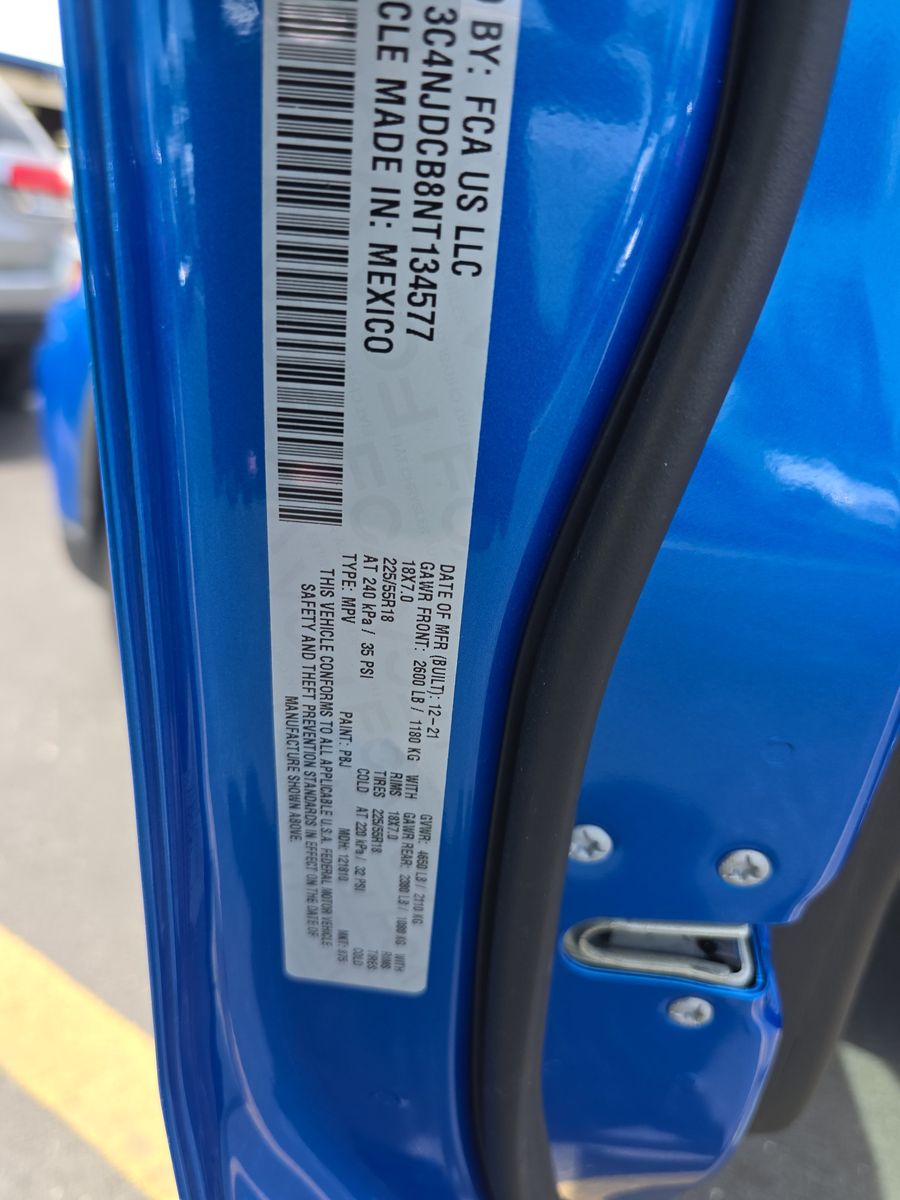 D BY: FCA US LLC
3C4NJDCB8NT134577
CLE MADE IN: MEXICO
DATE OF MFR (BUILT): 12-21 GVWR: 4650 LB / 2110 KG
GAWR FRONT: 2600 LB / 1180 KG WITH GAWR REAR: 2380 LB / 1080 KG WITH
18X7.0 RIMS 18X7.0 RIMS
225/55R18 TIRES 225/55R18 TIRES
AT 240 kPa / 35 PSI COLD AT 220 kPa / 32 PSI COLD
TYPE: MPV PAINT: PBJ MDH: 121810 MKT:
THIS VEHICLE CONFORMS TO ALL APPLICABLE U.S.A. FEDERAL MOTOR VEHICLE
SAFETY AND THEFT PREVENTION STANDARDS IN EFFECT ON THE DATE OF
MANUFACTURE SHOWN ABOVE.